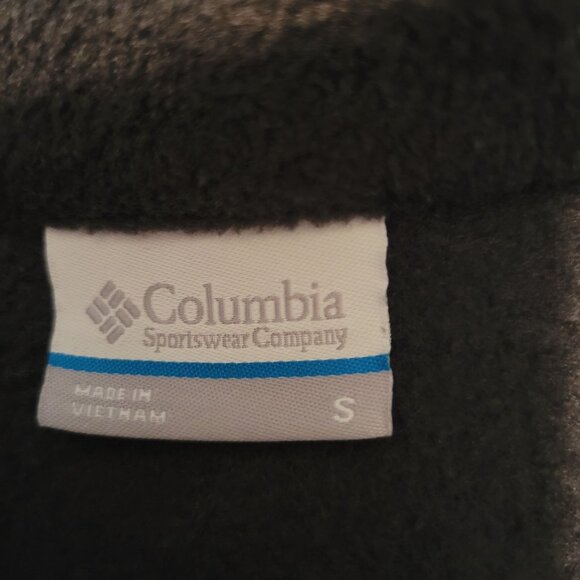 Columbia
Sportswear Company
MADE IN
VIETNAM
S